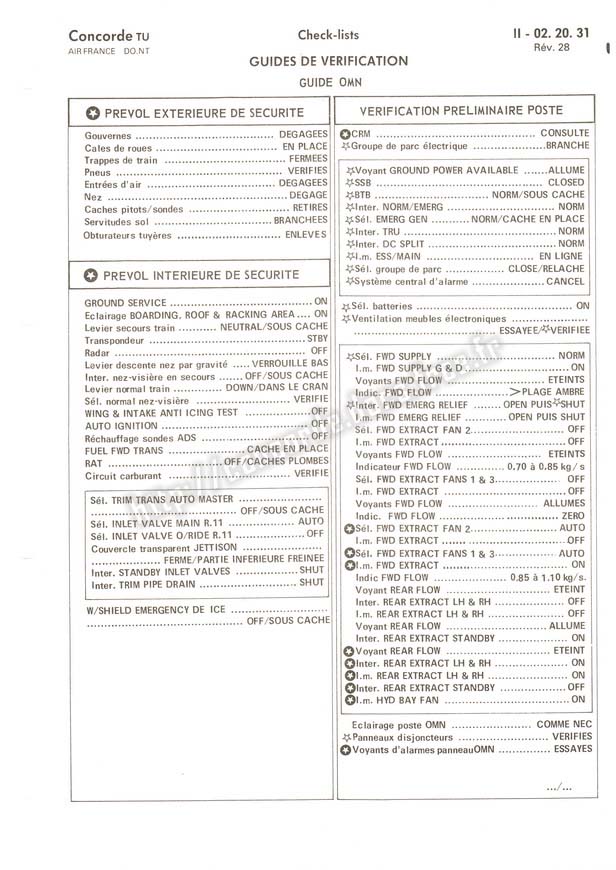 Concorde TU
Check-lists
II - 02. 20. 31
AIR FRANCE DO.NT
Rév. 28
GUIDES DE VERIFICATION
GUIDE OMN
PREVOL EXTERIEURE DE SECURITE
Gouvernes ........ DEGAGEES
Cales de roues ........ EN PLACE
Trappes de train ........ FERMEES
Pneus ........ VERIFIES
Entrées d'air ........ DEGAGEES
Nez ........ DEGAGE
Caches pitots/sondes ........ RETIRES
Servitudes sol ........ BRANCHEES
Obturateurs tuyères ........ ENLEVES
PREVOL INTERIEURE DE SECURITE
GROUND SERVICE ........ ON
Eclairage BOARDING, ROOF & RACKING AREA .... ON
Levier secours train ........ NEUTRAL/SOUS CACHE
Transpondeur ........ STBY
Radar ........ OFF
Levier descente nez par gravité ..... VERROUILLE BAS
Inter. nez-visière en secours ...... OFF/SOUS CACHE
Levier normal train ........ DOWN/DANS LE CRAN
Sél. normal nez-visière ........ VERIFIE
WING & INTAKE ANTI ICING TEST ........ OFF
AUTO IGNITION ........ OFF
Réchauffage sondes ADS ........ OFF
FUEL FWD TRANS ........ CACHE EN PLACE
RAT ........ OFF/CACHES PLOMBES
Circuit carburant ........ VERIFIE
Sél. TRIM TRANS AUTO MASTER ........
........ OFF/SOUS CACHE
Sél. INLET VALVE MAIN R.11 ........ AUTO
Sél. INLET VALVE O/RIDE R.11 ........ OFF
Couvercle transparent JETTISON ........
........ FERME/PARTIE INFERIEURE FREINEE
Inter. STANDBY INLET VALVES ........ SHUT
Inter. TRIM PIPE DRAIN ........ SHUT
W/SHIELD EMERGENCY DE ICE ........
........ OFF/SOUS CACHE
VERIFICATION PRELIMINAIRE POSTE
CRM ........ CONSULTE
Groupe de parc électrique ........ BRANCHE
Voyant GROUND POWER AVAILABLE ....... ALLUME
SSB ........ CLOSED
BTB ........ NORM/SOUS CACHE
Inter. NORM/EMERG ........ NORM
Sél. EMERG GEN ........ NORM/CACHE EN PLACE
Inter. TRU ........ NORM
Inter. DC SPLIT ........ NORM
I.m. ESS/MAIN ........ EN LIGNE
Sél. groupe de parc ........ CLOSE/RELACHE
Système central d'alarme ........ CANCEL
Sél. batteries ........ ON
Ventilation meubles électroniques ........
........ ESSAYEE/☆VERIFIEE
Sél. FWD SUPPLY ........ NORM
I.m. FWD SUPPLY G & D ........ ON
Voyants FWD FLOW ........ ETEINTS
Indic. FWD FLOW ........ >PLAGE AMBRE
Inter. FWD EMERG RELIEF ....... OPEN PUIS☆SHUT
I.m. FWD EMERG RELIEF ........ OPEN PUIS SHUT
Sél. FWD EXTRACT FAN 2 ........ OFF
I.m. FWD EXTRACT ........ OFF
Voyants FWD FLOW ........ ETEINTS
Indicateur FWD FLOW ........ 0,70 à 0.85 kg/s
Sél. FWD EXTRACT FANS 1 & 3 ........ OFF
I.m. FWD EXTRACT ........ OFF
Voyants FWD FLOW ........ ALLUMES
Indic. FWD FLOW ........ ZERO
Sél. FWD EXTRACT FAN 2 ........ AUTO
I.m. FWD EXTRACT ........ OFF
Sél. FWD EXTRACT FANS 1 & 3 ........ AUTO
I.m. FWD EXTRACT ........ ON
Indic FWD FLOW ........ 0.85 à 1.10 kg/s.
Voyant REAR FLOW ........ ETEINT
Inter. REAR EXTRACT LH & RH ........ OFF
I.m. REAR EXTRACT LH & RH ........ OFF
Voyant REAR FLOW ........ ALLUME
Inter. REAR EXTRACT STANDBY ........ ON
Voyant REAR FLOW ........ ETEINT
Inter. REAR EXTRACT LH & RH ........ ON
I.m. REAR EXTRACT LH & RH ........ ON
Inter. REAR EXTRACT STANDBY ........ OFF
I.m. HYD BAY FAN ........ ON
Eclairage poste OMN ........ COMME NEC
Panneaux disjoncteurs ........ VERIFIES
Voyants d'alarmes panneauOMN ........ ESSAYES
.../...